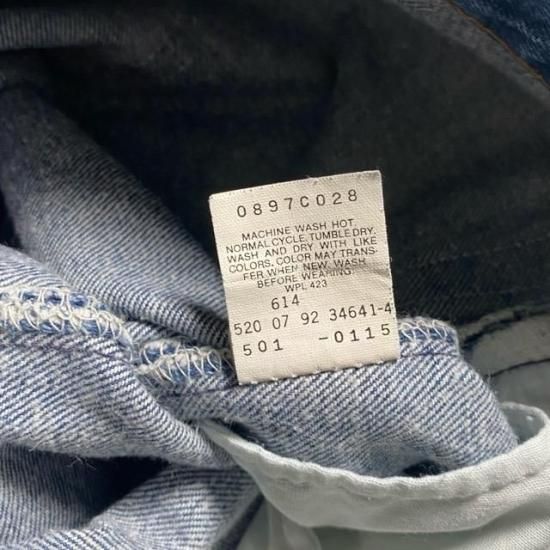 0897C028
MACHINE WASH HOT,
NORMAL CYCLE, TUMBLE DRY.
WASH AND DRY WITH LIKE
COLORS. COLOR MAY TRANS-
FER WHEN NEW. WASH
BEFORE WEARING.
WPL 423
614
520 07 92 34641-4
501 -0115